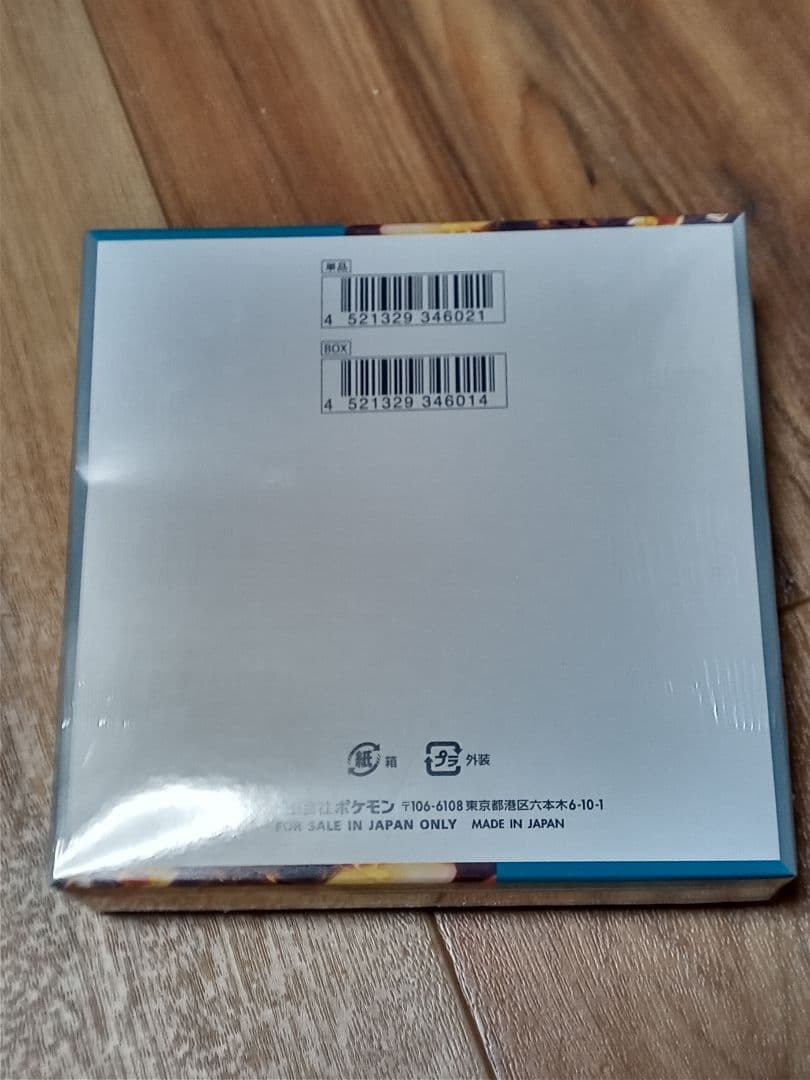 単品
4 521329 346021
BOX
4 521329 346014
紙 箱 プラ 外装
ポケモン 〒106-6108 東京都港区六本木6-10-1
FOR SALE IN JAPAN ONLY MADE IN JAPAN